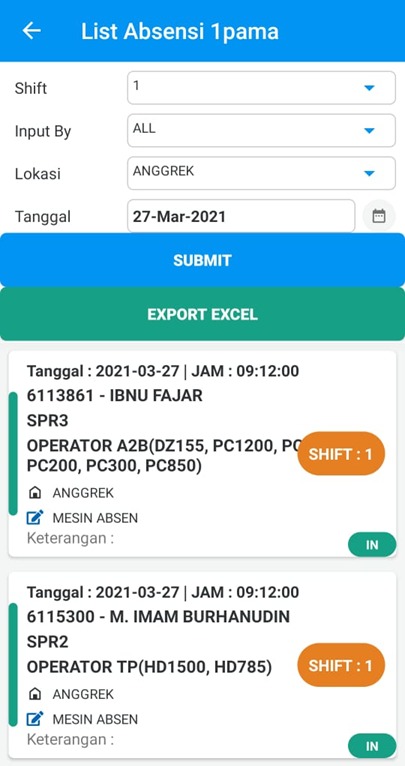 List Absensi 1pama
Shift
1
Input By
ALL
Lokasi
ANGGREK
Tanggal
27-Mar-2021
SUBMIT
EXPORT EXCEL
Tanggal : 2021-03-27 | JAM : 09:12:00
6113861 - IBNU FAJAR
SPR3
OPERATOR A2B(DZ155, PC1200,
PC200, PC300, PC850)
SHIFT : 1
ANGGREK
MESIN ABSEN
Keterangan :
IN
Tanggal : 2021-03-27 | JAM : 09:12:00
6115300 - M. IMAM BURHANUDIN
SPR2
OPERATOR TP(HD1500, HD785)
SHIFT : 1
ANGGREK
MESIN ABSEN
Keterangan :
IN